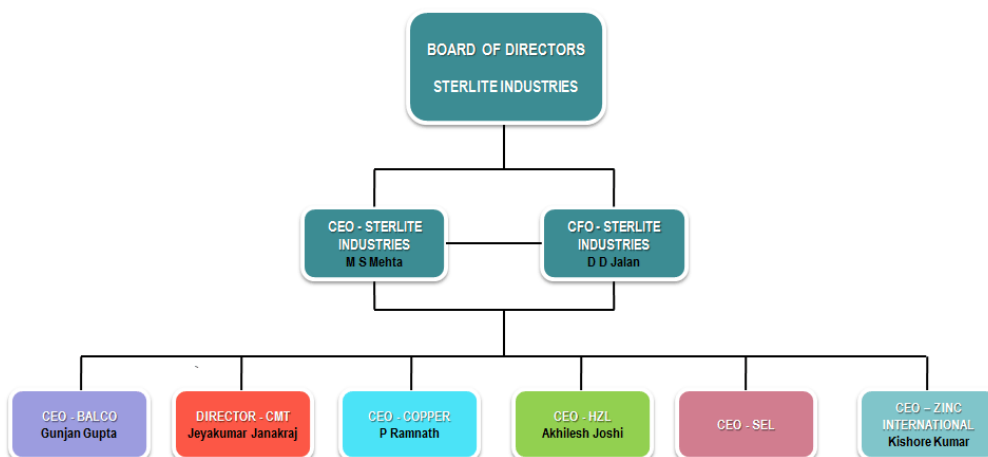 BOARD OF DIRECTORS
STERLITE INDUSTRIES
CEO - STERLITE
INDUSTRIES
M S Mehta
CFO - STERLITE
INDUSTRIES
D D Jalan
CEO - BALCO
Gunjan Gupta
DIRECTOR - CMT
Jeyakumar Janakraj
CEO - COPPER
P Ramnath
CEO - HZL
Akhilesh Joshi
CEO - SEL
CEO – ZINC
INTERNATIONAL
Kishore Kumar